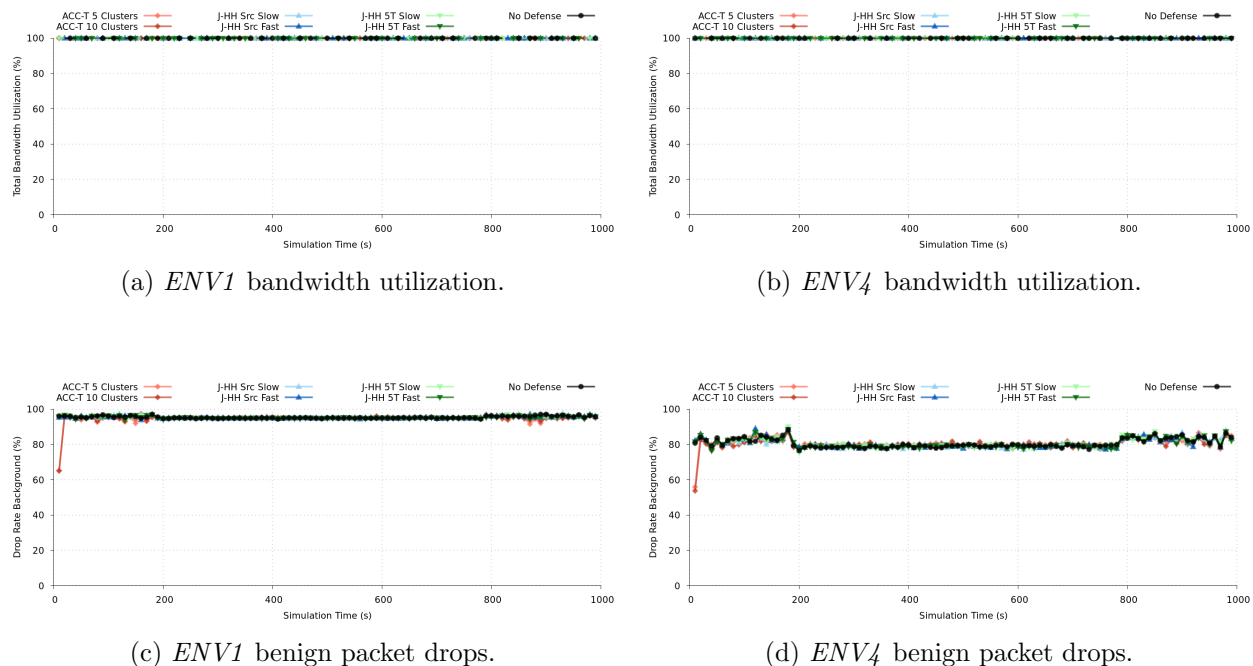 ACC-T 5 Clusters
ACC-T 10 Clusters
J-HH Src Slow
J-HH Src Fast
J-HH 5T Slow
J-HH 5T Fast
No Defense
Total Bandwidth Utilization (%)
100
80
60
40
20
0
0 200 400 600 800 1000
Simulation Time (s)
(a) ENV1 bandwidth utilization.
ACC-T 5 Clusters
ACC-T 10 Clusters
J-HH Src Slow
J-HH Src Fast
J-HH 5T Slow
J-HH 5T Fast
No Defense
Total Bandwidth Utilization (%)
100
80
60
40
20
0
0 200 400 600 800 1000
Simulation Time (s)
(b) ENV4 bandwidth utilization.
ACC-T 5 Clusters
ACC-T 10 Clusters
J-HH Src Slow
J-HH Src Fast
J-HH 5T Slow
J-HH 5T Fast
No Defense
Drop Rate Background (%)
100
80
60
40
20
0
0 200 400 600 800 1000
Simulation Time (s)
(c) ENV1 benign packet drops.
ACC-T 5 Clusters
ACC-T 10 Clusters
J-HH Src Slow
J-HH Src Fast
J-HH 5T Slow
J-HH 5T Fast
No Defense
Drop Rate Background (%)
100
80
60
40
20
0
0 200 400 600 800 1000
Simulation Time (s)
(d) ENV4 benign packet drops.